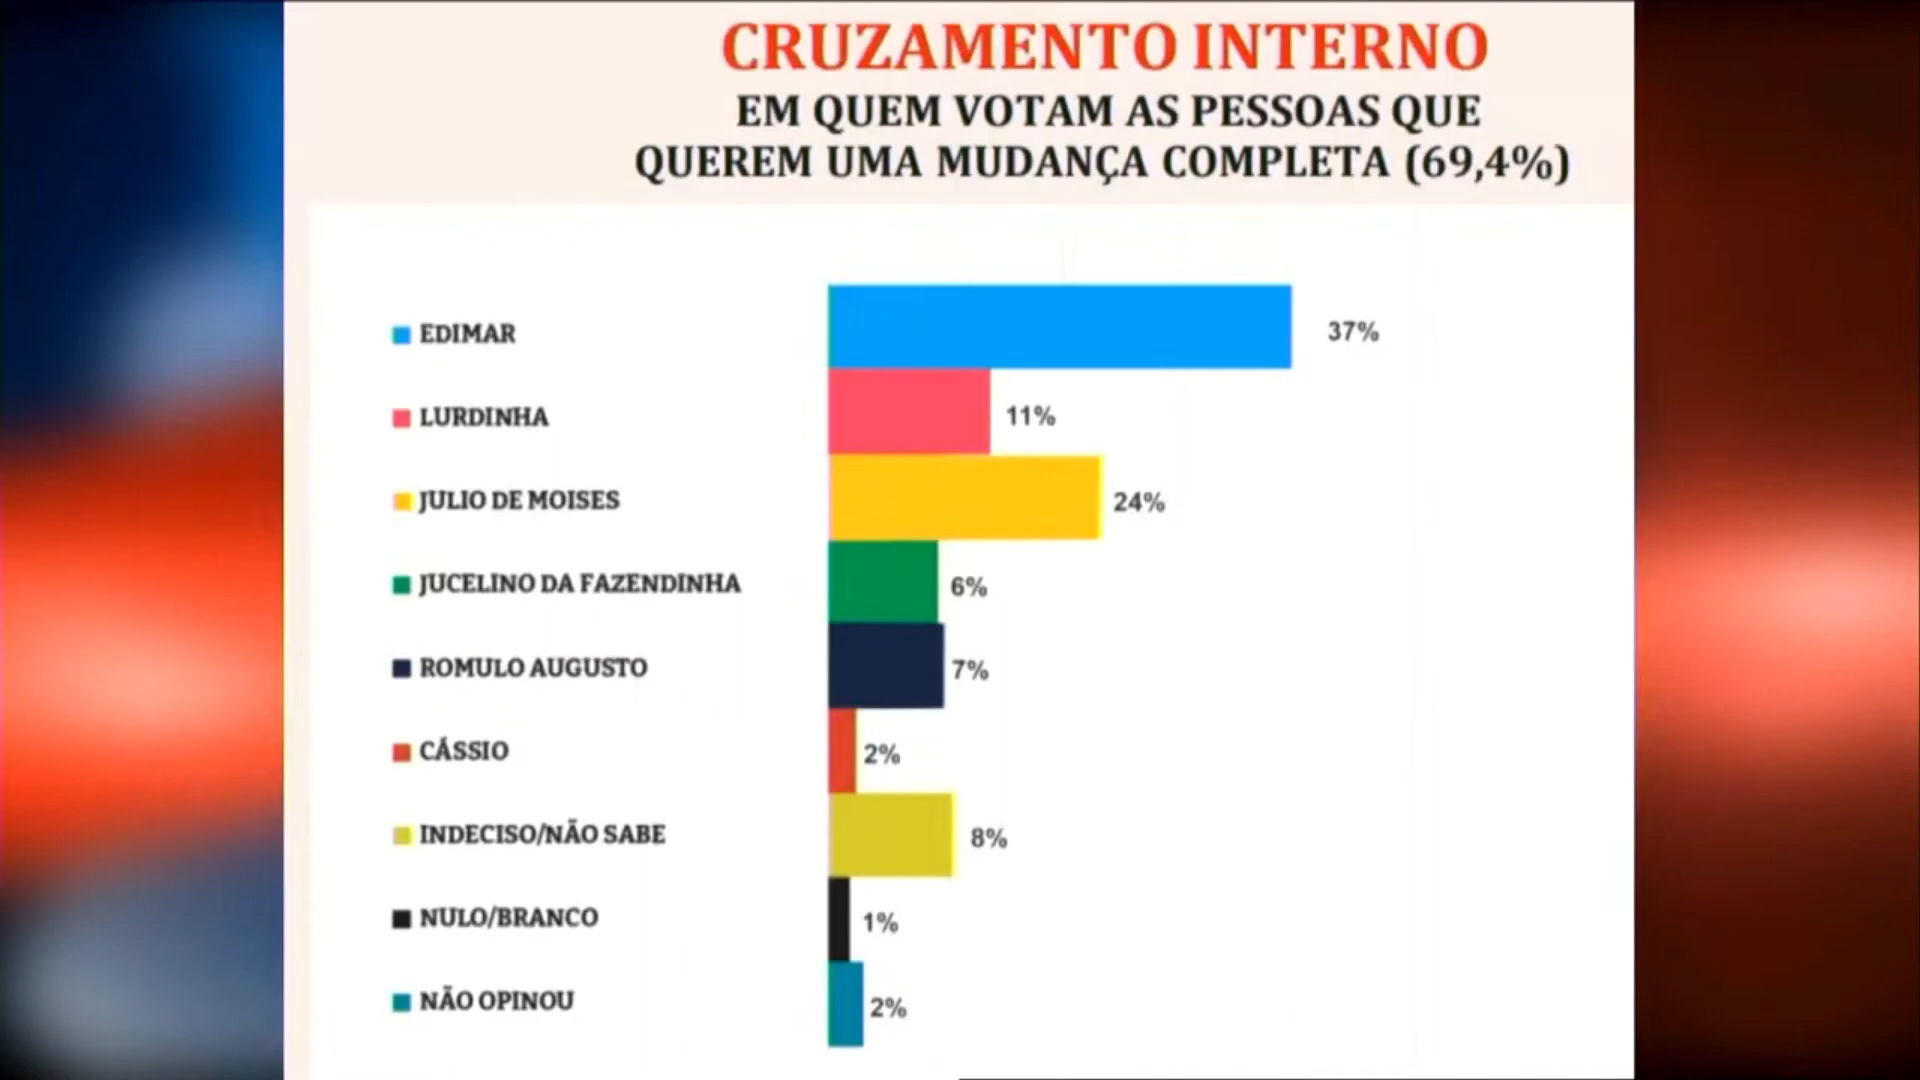 CRUZAMENTO INTERNO
EM QUEM VOTAM AS PESSOAS QUE
QUEREM UMA MUDANÇA COMPLETA (69,4%)
EDIMAR 37%
LURDINHA 11%
JULIO DE MOISES 24%
JUCELINO DA FAZENDINHA 6%
ROMULO AUGUSTO 7%
CÁSSIO 2%
INDECISO/NÃO SABE 8%
NULO/BRANCO 1%
NÃO OPINOU 2%